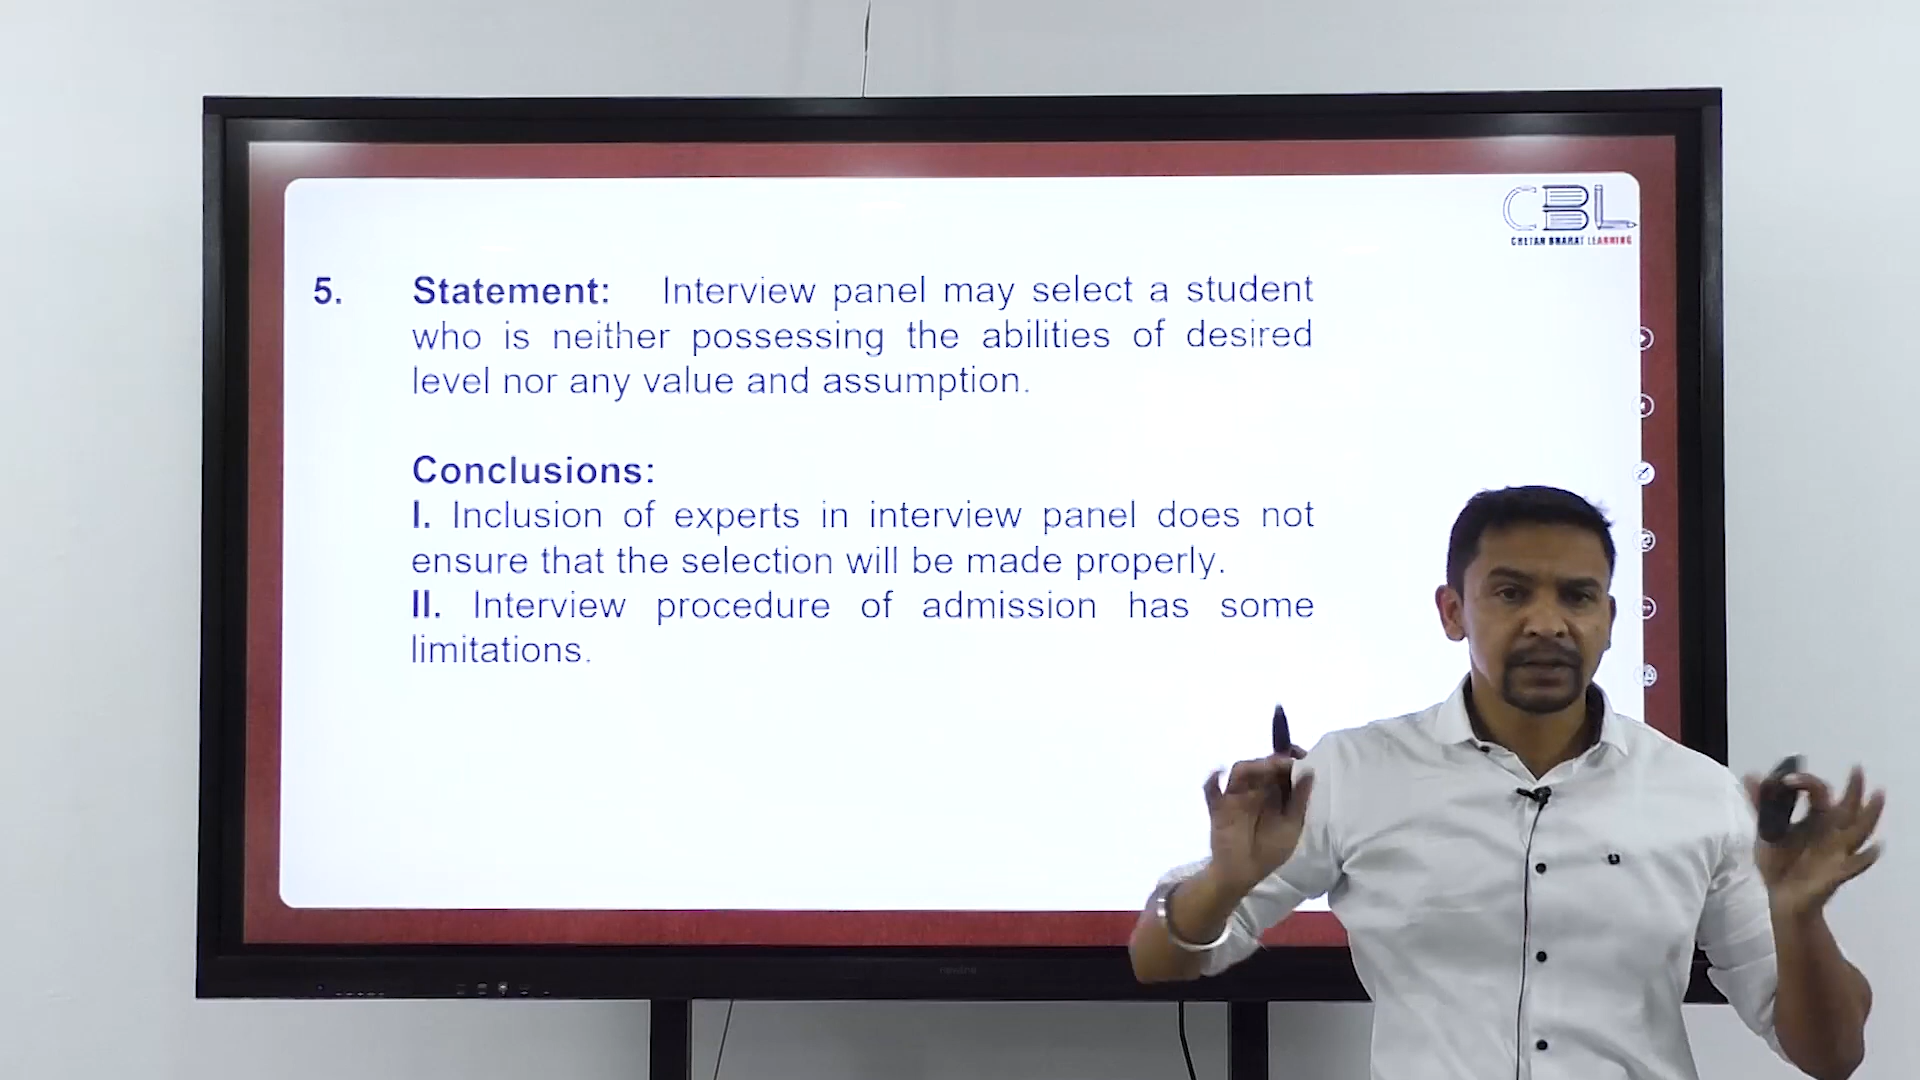 CBL
CHETAN BHARAT LEARNING
5. Statement: Interview panel may select a student
who is neither possessing the abilities of desired
level nor any value and assumption.
Conclusions:
I. Inclusion of experts in interview panel does not
ensure that the selection will be made properly.
II. Interview procedure of admission has some
limitations.
newline